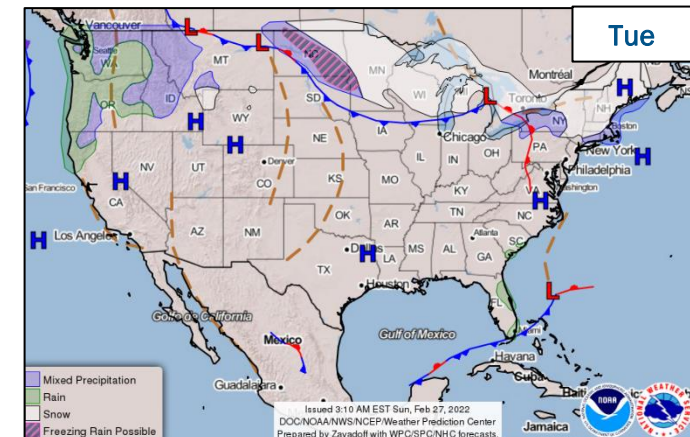 Tue
Vancouver
Seattle
WA
MT
ND
MN
Montréal
OR
ID
SD
WI
MI
Toronto
NH
WY
NY
Boston
IA
Chicago
PA
New York
NV
UT
NE
IL
IN
OH
Philadelphia
San Francisco
Denver
CO
KS
MO
KY
VA
Washington
CA
OK
TN
NC
Los Angeles
AZ
NM
AR
Atlanta
SC
Dallas
MS
AL
GA
TX
LA
Houston
FL
Golfo de California
Gulf of Mexico
Miami
México
Havana
Cuba
Guadalajara
Jamaica
H
H
H
H
H
H
H
H
H
L
L
L
L
Mixed Precipitation
Rain
Snow
Freezing Rain Possible
Issued 3:10 AM EST Sun, Feb 27, 2022
DOC/NOAA/NWS/NCEP/Weather Prediction Center
Prepared by Zavadoff with WPC/SPC/NHC forecasts.
NOAA
NATIONAL WEATHER SERVICE